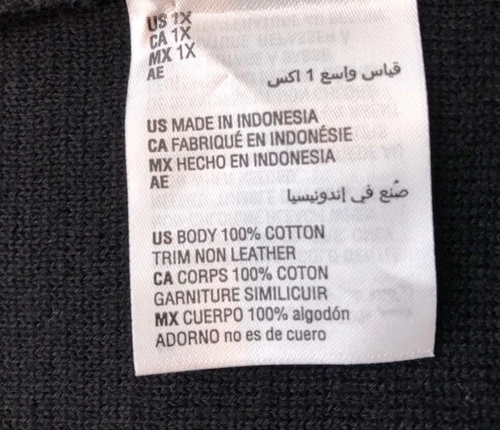 US 1X
CA 1X
MX 1X
AE
قياس واسع 1 اكس
US MADE IN INDONESIA
CA FABRIQUÉ EN INDONÉSIE
MX HECHO EN INDONESIA
AE
صُنع في إندونيسيا
US BODY 100% COTTON
TRIM NON LEATHER
CA CORPS 100% COTON
GARNITURE SIMILICUIR
MX CUERPO 100% algodón
ADORNO no es de cuero